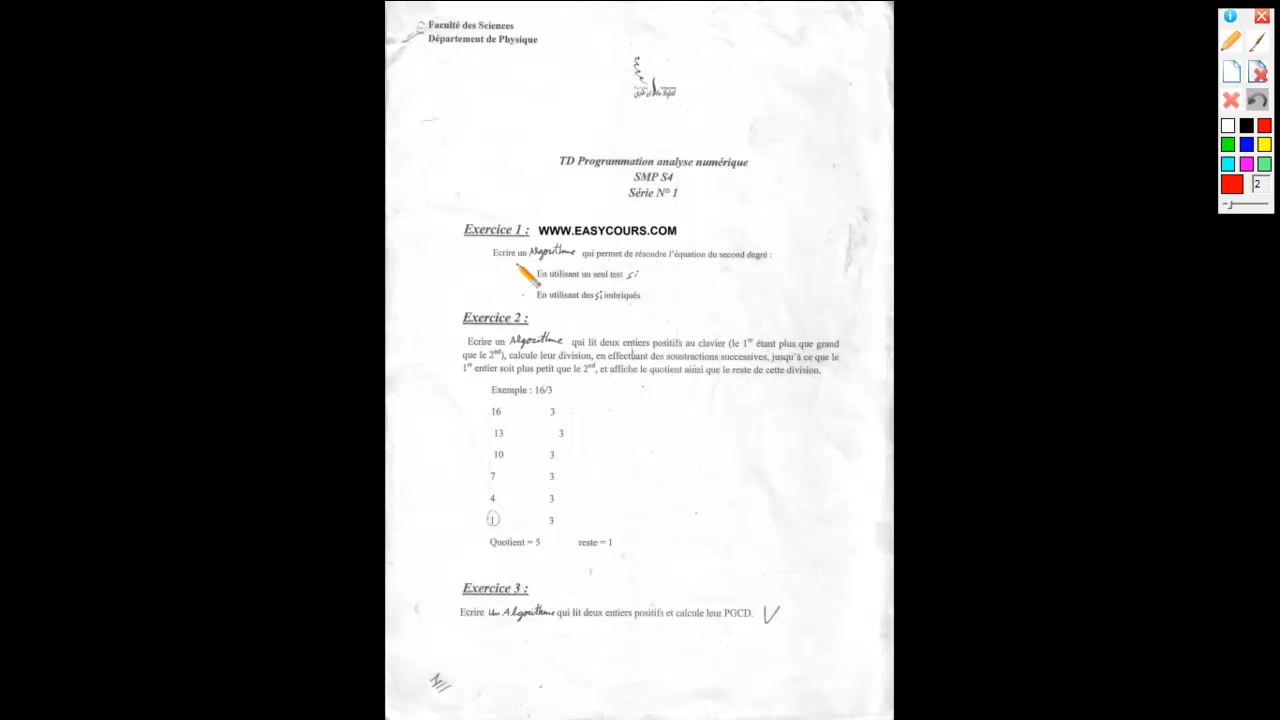 Faculté des Sciences
Département de Physique
TD Programmation analyse numérique
SMP S4
Série N° 1
Exercice 1 : WWW.EASYCOURS.COM
Ecrire un Algorithme qui permet de résoudre l'équation du second degré :
En utilisant un seul test si
- En utilisant des si imbriqués
Exercice 2 :
Ecrire un Algorithme qui lit deux entiers positifs au clavier (le 1er étant plus que grand
que le 2nd), calcule leur division, en effectuant des soustractions successives, jusqu'à ce que le
1er entier soit plus petit que le 2nd, et affiche le quotient ainsi que le reste de cette division.
Exemple : 16/3
16 3
13 3
10 3
7 3
4 3
1 3
Quotient = 5 reste = 1
Exercice 3 :
Ecrire un Algorithme qui lit deux entiers positifs et calcule leur PGCD.
2